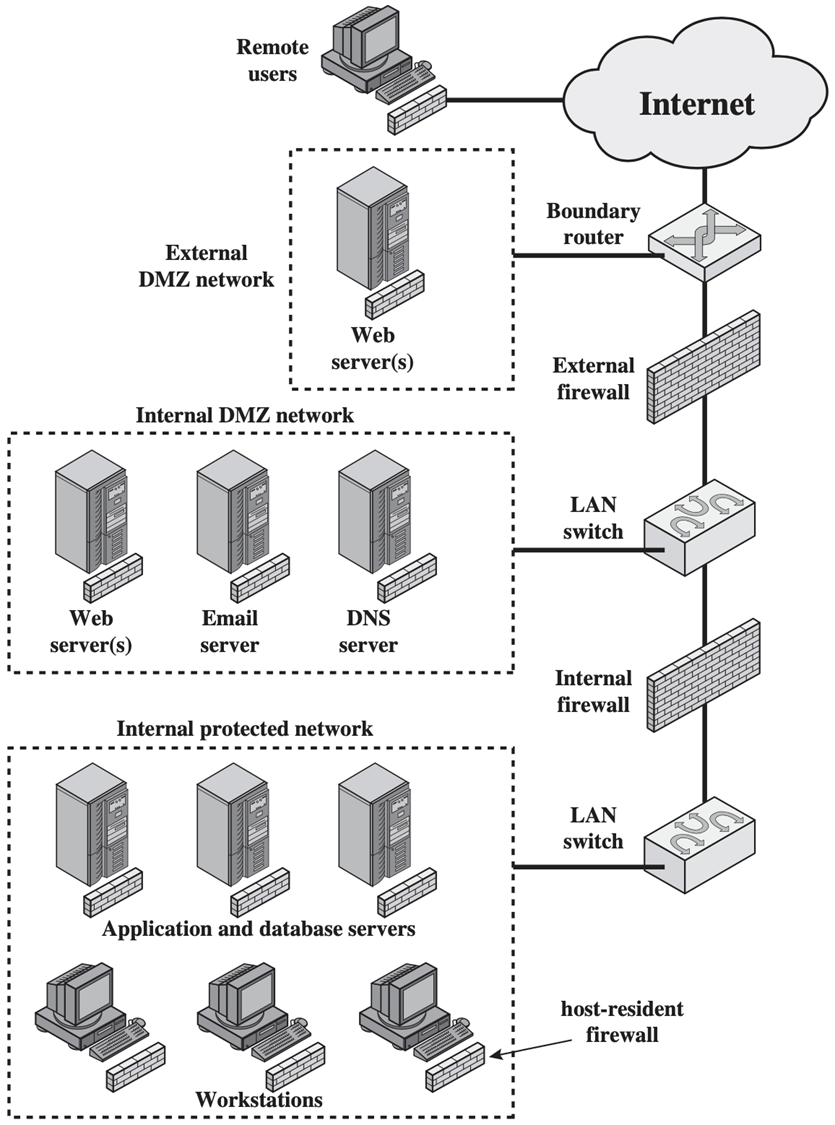 Remote
users
Internet
Boundary
router
External
DMZ network
Web
server(s)
External
firewall
Internal DMZ network
LAN
switch
Web
server(s)
Email
server
DNS
server
Internal
firewall
Internal protected network
LAN
switch
Application and database servers
host-resident
firewall
Workstations